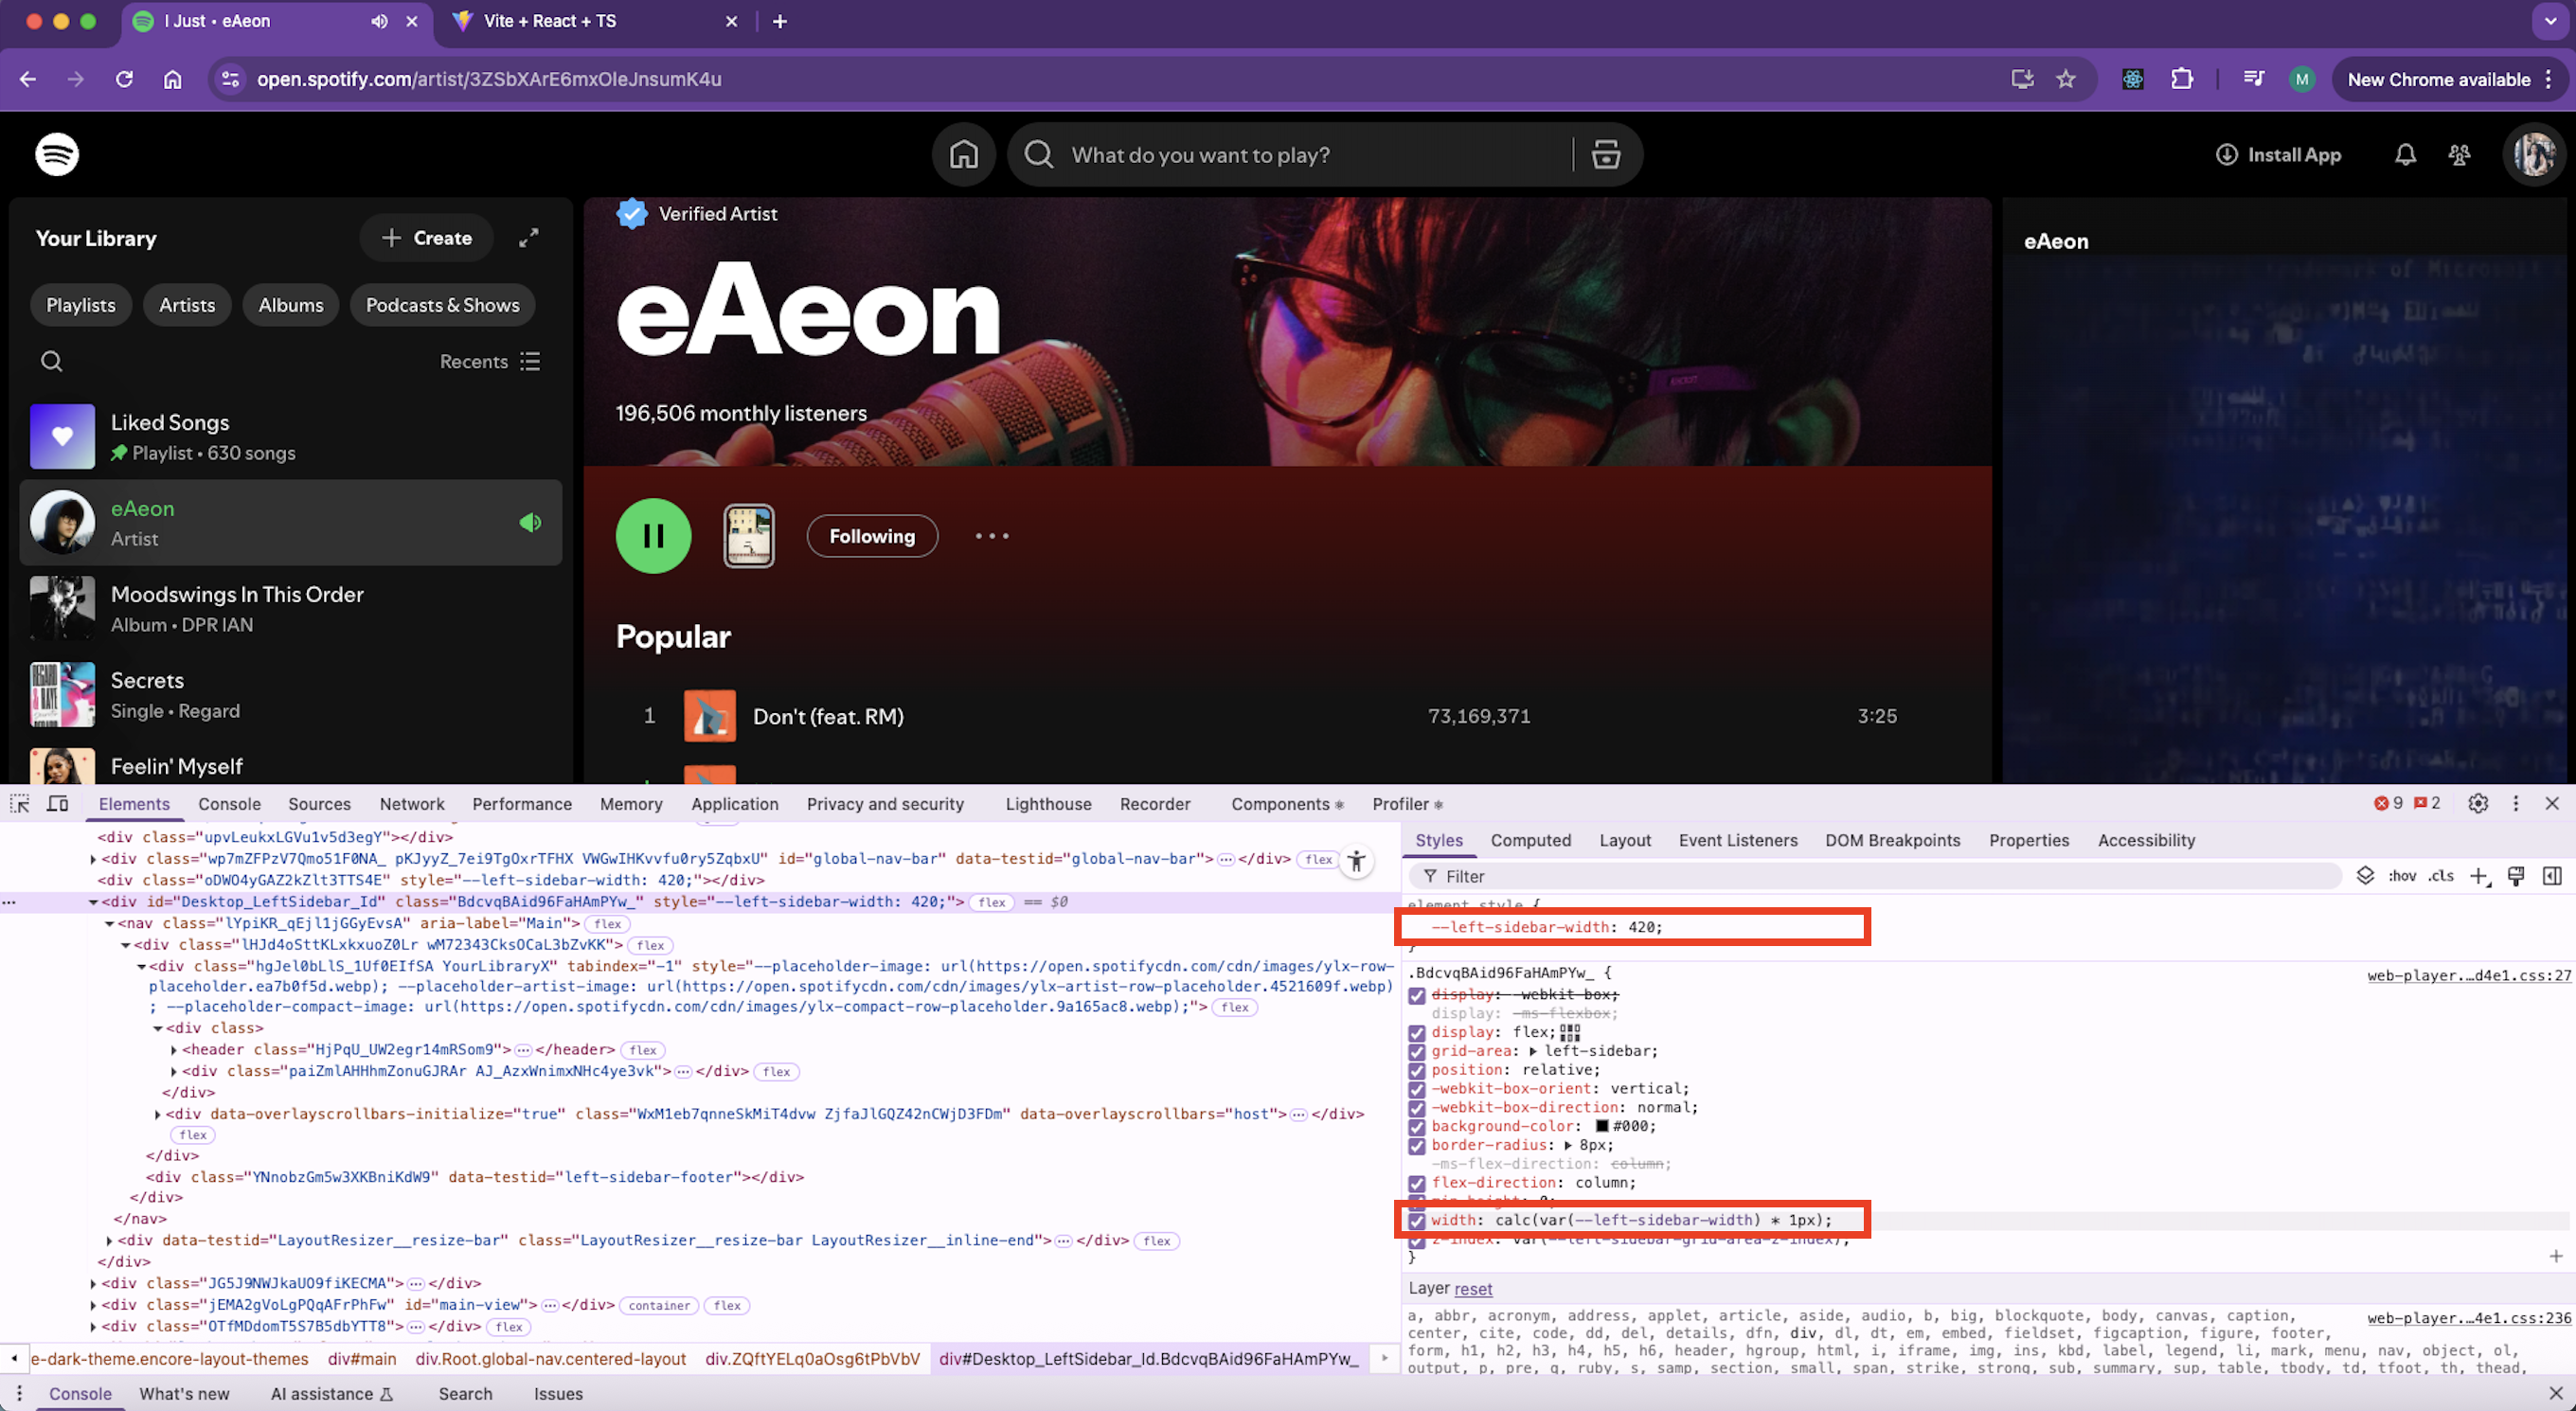 I Just • eAeon
Vite + React + TS
open.spotify.com/artist/3ZSbXArE6mxOleJnsumK4u
M
New Chrome available
What do you want to play?
Install App
Your Library
Create
Playlists
Artists
Albums
Podcasts & Shows
Recents
Liked Songs
Playlist • 630 songs
eAeon
Artist
Moodswings In This Order
Album • DPR IAN
Secrets
Single • Regard
Feelin' Myself
Verified Artist
eAeon
196,506 monthly listeners
Following
Popular
1 Don't (feat. RM) 73,169,371 3:25
eAeon
Elements Console Sources Network Performance Memory Application Privacy and security Lighthouse Recorder Components Profiler
9 2
<div class="upvLeukxLGVu1v5d3egY"></div>
<div class="wp7mZFPzV7Qmo51F0NA_ pKJyyZ_7ei9TgOxrTFHX VWGwIHKvvfu0ry5ZqbxU" id="global-nav-bar" data-testid="global-nav-bar">…</div> flex
<div class="oDWO4yGAZ2kZlt3TTS4E" style="--left-sidebar-width: 420;"></div>
<div id="Desktop_LeftSidebar_Id" class="BdcvqBAid96FaHAmPYw_" style="--left-sidebar-width: 420;"> flex == $0
<nav class="lYpiKR_qEjl1jGGyEvsA" aria-label="Main"> flex
<div class="lHJd4oSttKLxkxuoZ0Lr wM72343CksOCaL3bZvKK"> flex
<div class="hgJel0bLlS_1Uf0EIfSA YourLibraryX" tabindex="-1" style="--placeholder-image: url(https://open.spotifycdn.com/cdn/images/ylx-row-
placeholder.ea7b0f5d.webp); --placeholder-artist-image: url(https://open.spotifycdn.com/cdn/images/ylx-artist-row-placeholder.4521609f.webp)
; --placeholder-compact-image: url(https://open.spotifycdn.com/cdn/images/ylx-compact-row-placeholder.9a165ac8.webp);"> flex
<div class>
<header class="HjPqU_UW2egr14mRSom9">…</header> flex
<div class="paiZmlAHHhmZonuGJRAr AJ_AzxWnimxNHc4ye3vk">…</div> flex
</div>
<div data-overlayscrollbars-initialize="true" class="WxM1eb7qnneSkMiT4dvw ZjfaJlGQZ42nCWjD3FDm" data-overlayscrollbars="host">…</div>
flex
</div>
<div class="YNnobzGm5w3XKBniKdW9" data-testid="left-sidebar-footer"></div>
</div>
</nav>
<div data-testid="LayoutResizer__resize-bar" class="LayoutResizer__resize-bar LayoutResizer__inline-end">…</div> flex
</div>
<div class="JG5J9NWJkaUO9fiKECMA">…</div>
<div class="jEMA2gVoLgPQqAFrPhFw" id="main-view">…</div> container flex
<div class="OTfMDdomT5S7B5dbYTT8">…</div> flex
e-dark-theme.encore-layout-themes div#main div.Root.global-nav.centered-layout div.ZQftYELq0aOsg6tPbVbV div#Desktop_LeftSidebar_Id.BdcvqBAid96FaHAmPYw_
Styles Computed Layout Event Listeners DOM Breakpoints Properties Accessibility
Filter :hov .cls
element.style {
--left-sidebar-width: 420;
}
.BdcvqBAid96FaHAmPYw_ { web-player.…d4e1.css:27
display: -webkit-box;
display: -ms-flexbox;
display: flex;
grid-area: left-sidebar;
position: relative;
-webkit-box-orient: vertical;
-webkit-box-direction: normal;
background-color: #000;
border-radius: 8px;
-ms-flex-direction: column;
flex-direction: column;
min-height: 0;
width: calc(var(--left-sidebar-width) * 1px);
z-index: var(--left-sidebar-grid-area-z-index);
}
Layer reset
a, abbr, acronym, address, applet, article, aside, audio, b, big, blockquote, body, canvas, caption, web-player.…4e1.css:236
center, cite, code, dd, del, details, dfn, div, dl, dt, em, embed, fieldset, figcaption, figure, footer,
form, h1, h2, h3, h4, h5, h6, header, hgroup, html, i, iframe, img, ins, kbd, label, legend, li, mark, menu, nav, object, ol,
output, p, pre, q, ruby, s, samp, section, small, span, strike, strong, sub, summary, sup, table, tbody, td, tfoot, th, thead,
Console What's new AI assistance Search Issues